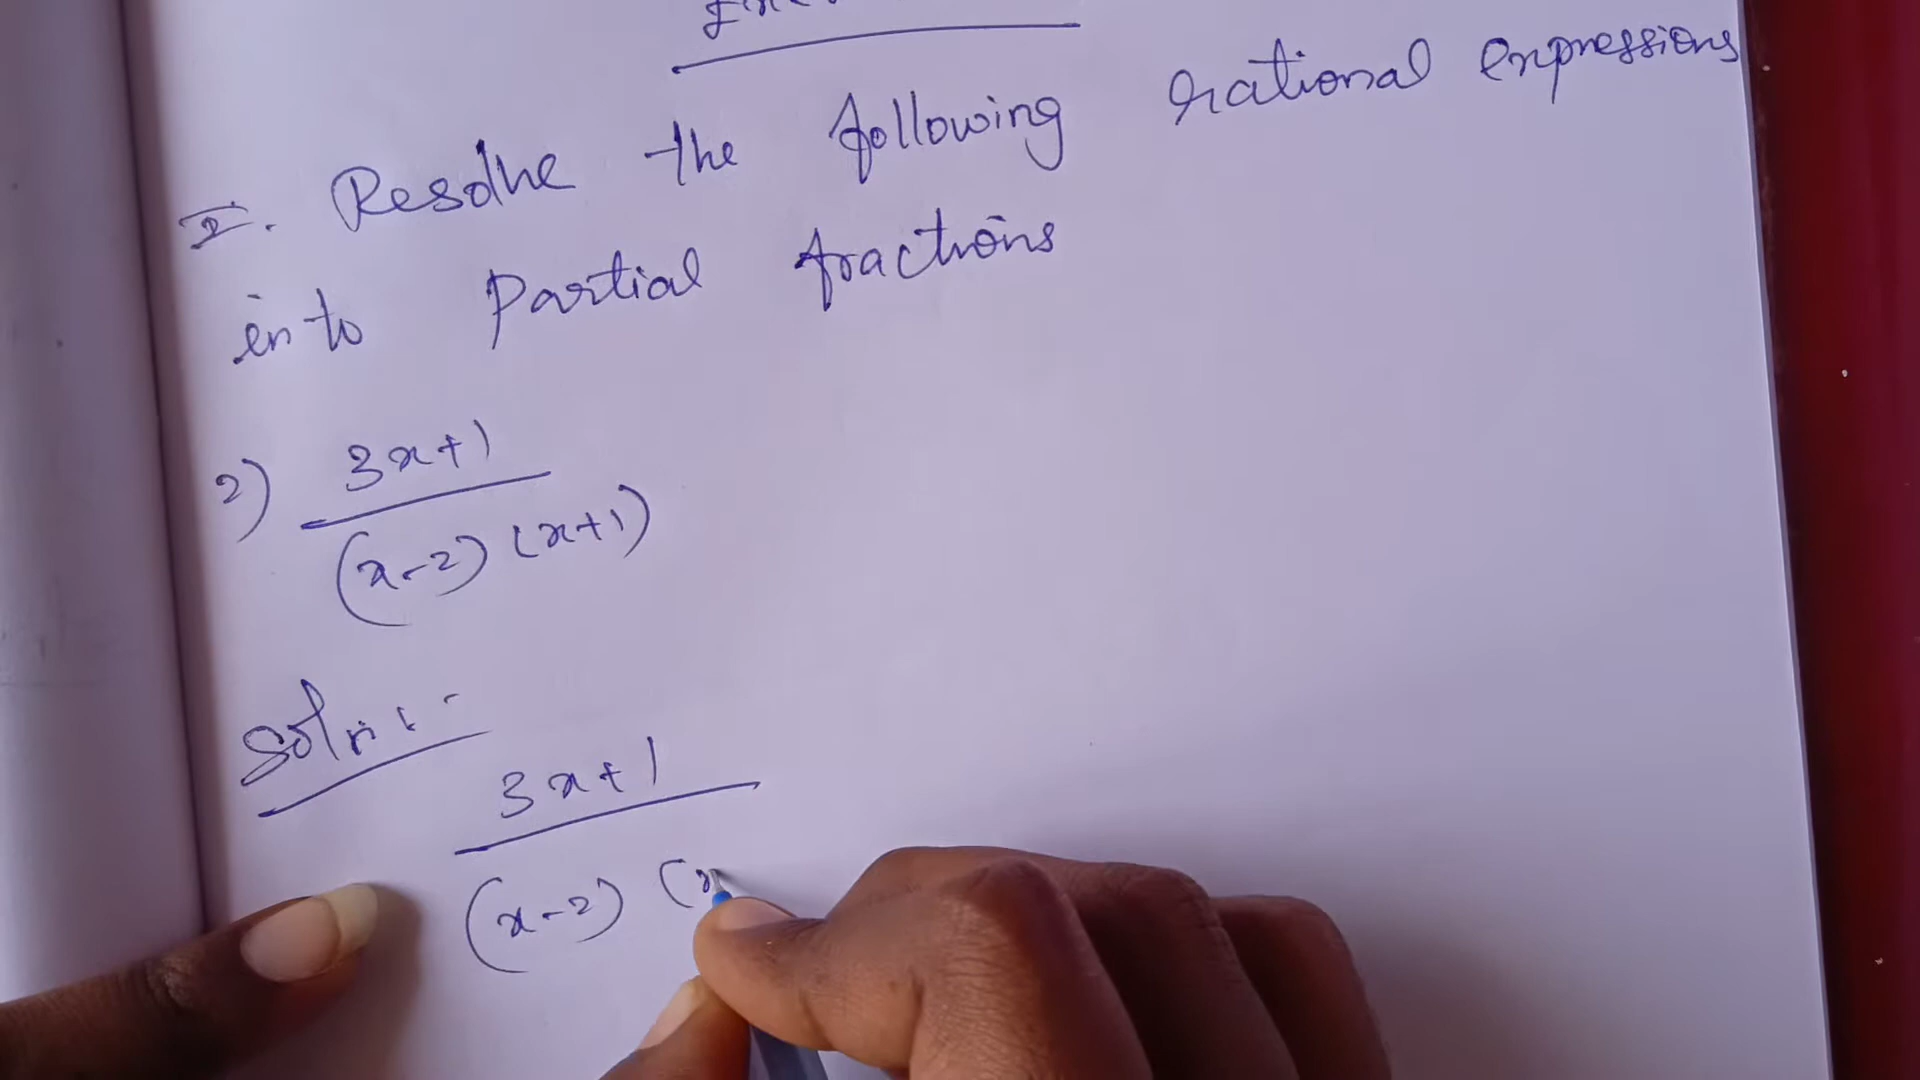 I. Resolve the following rational expressions
into Partial fractions
2) 3x+1
(x-2) (x+1)
Soln:-
3x+1
(x-2) (x